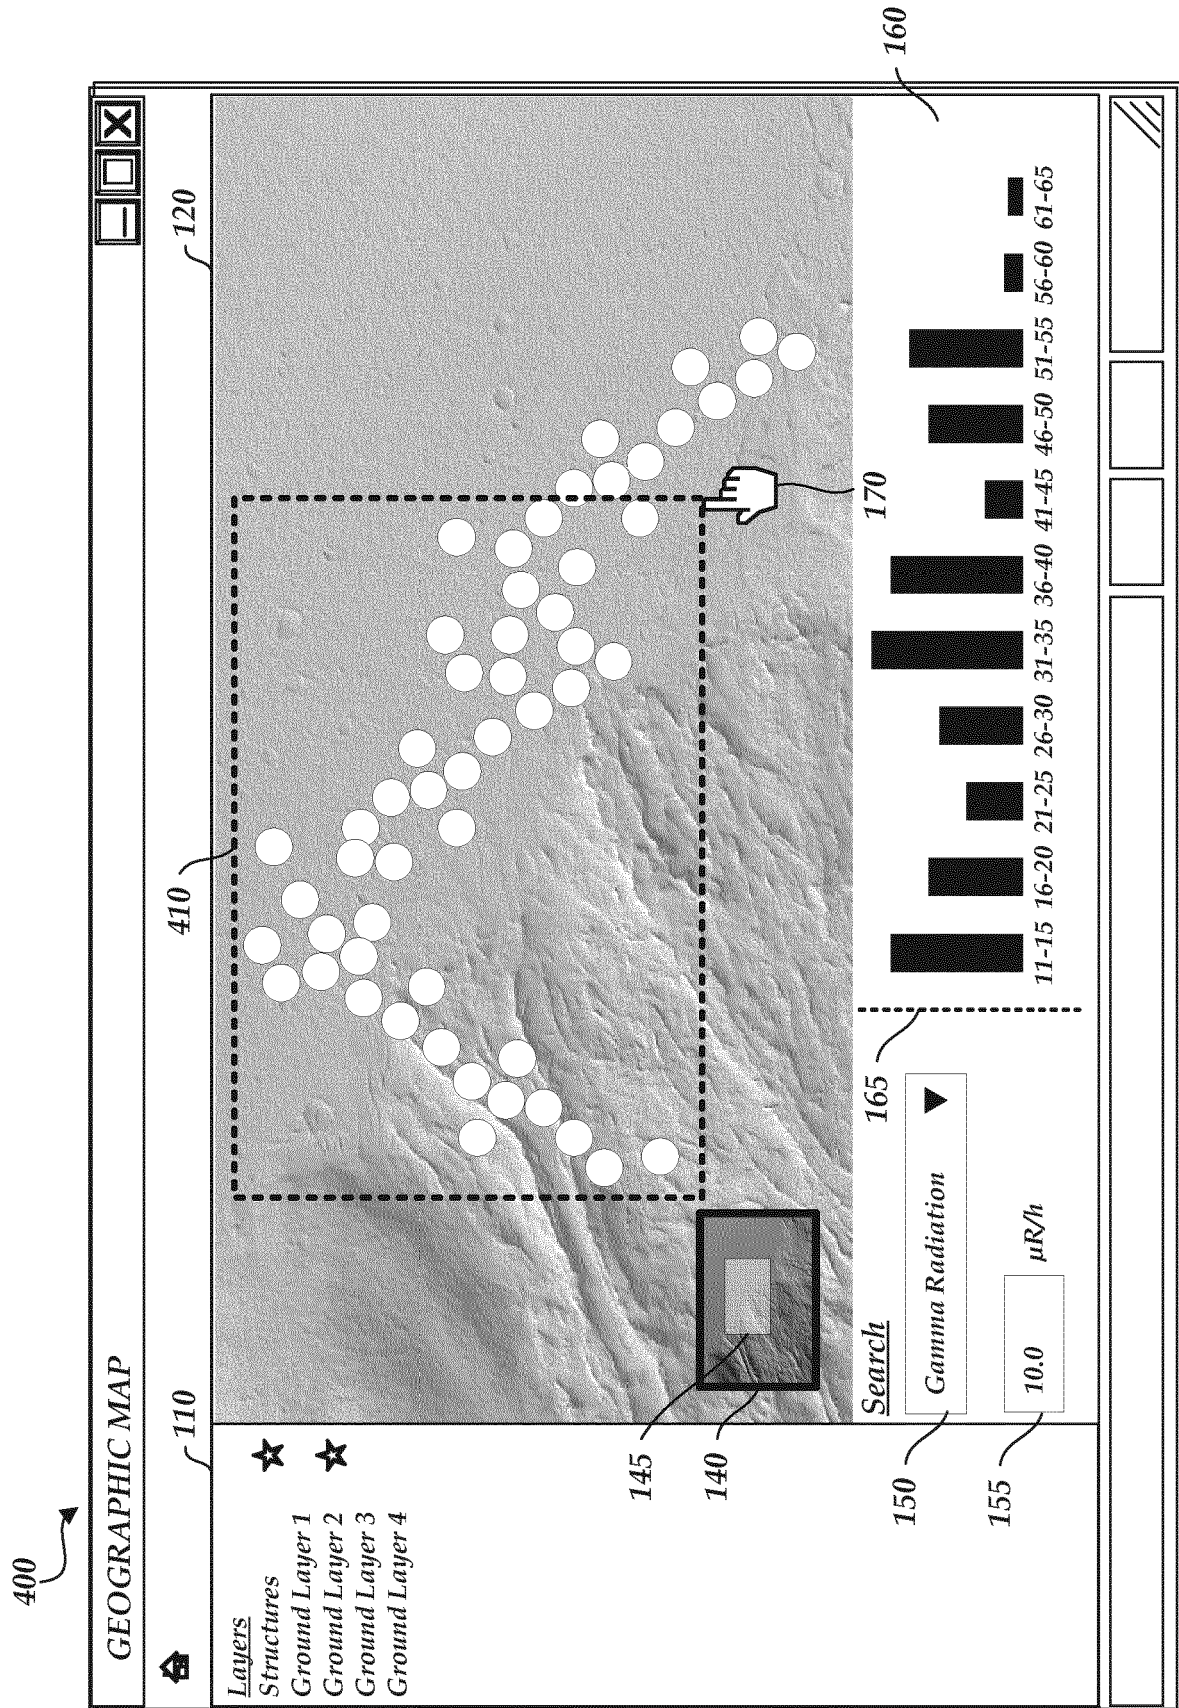 400
GEOGRAPHIC MAP
110
120
Layers
Structures
Ground Layer 1
Ground Layer 2
Ground Layer 3
Ground Layer 4
410
145
140
170
160
Search
165
150
Gamma Radiation
155
10.0
µR/h
11-15 16-20 21-25 26-30 31-35 36-40 41-45 46-50 51-55 56-60 61-65